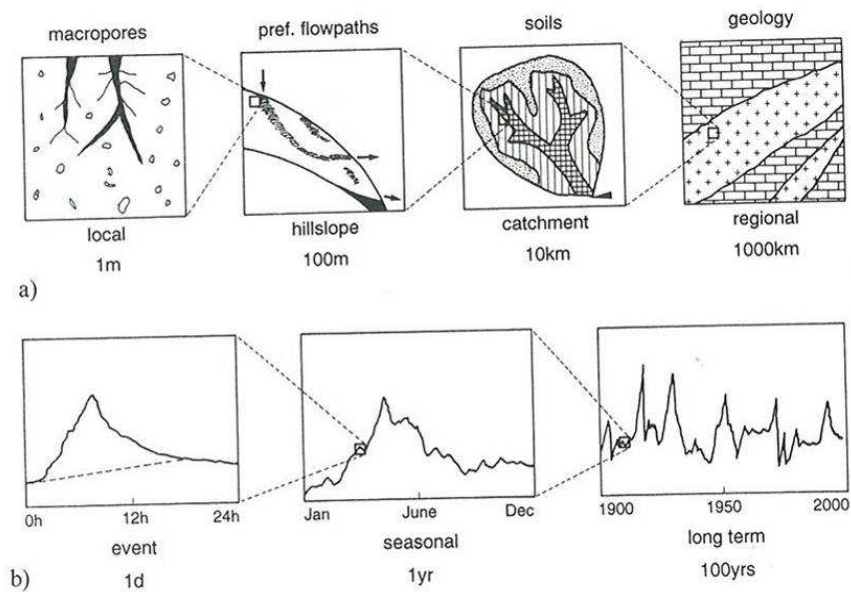 macropores pref. flowpaths soils geology
local hillslope catchment regional
1m 100m 10km 1000km
a)
0h 12h 24h Jan June Dec 1900 1950 2000
event seasonal long term
b) 1d 1yr 100yrs